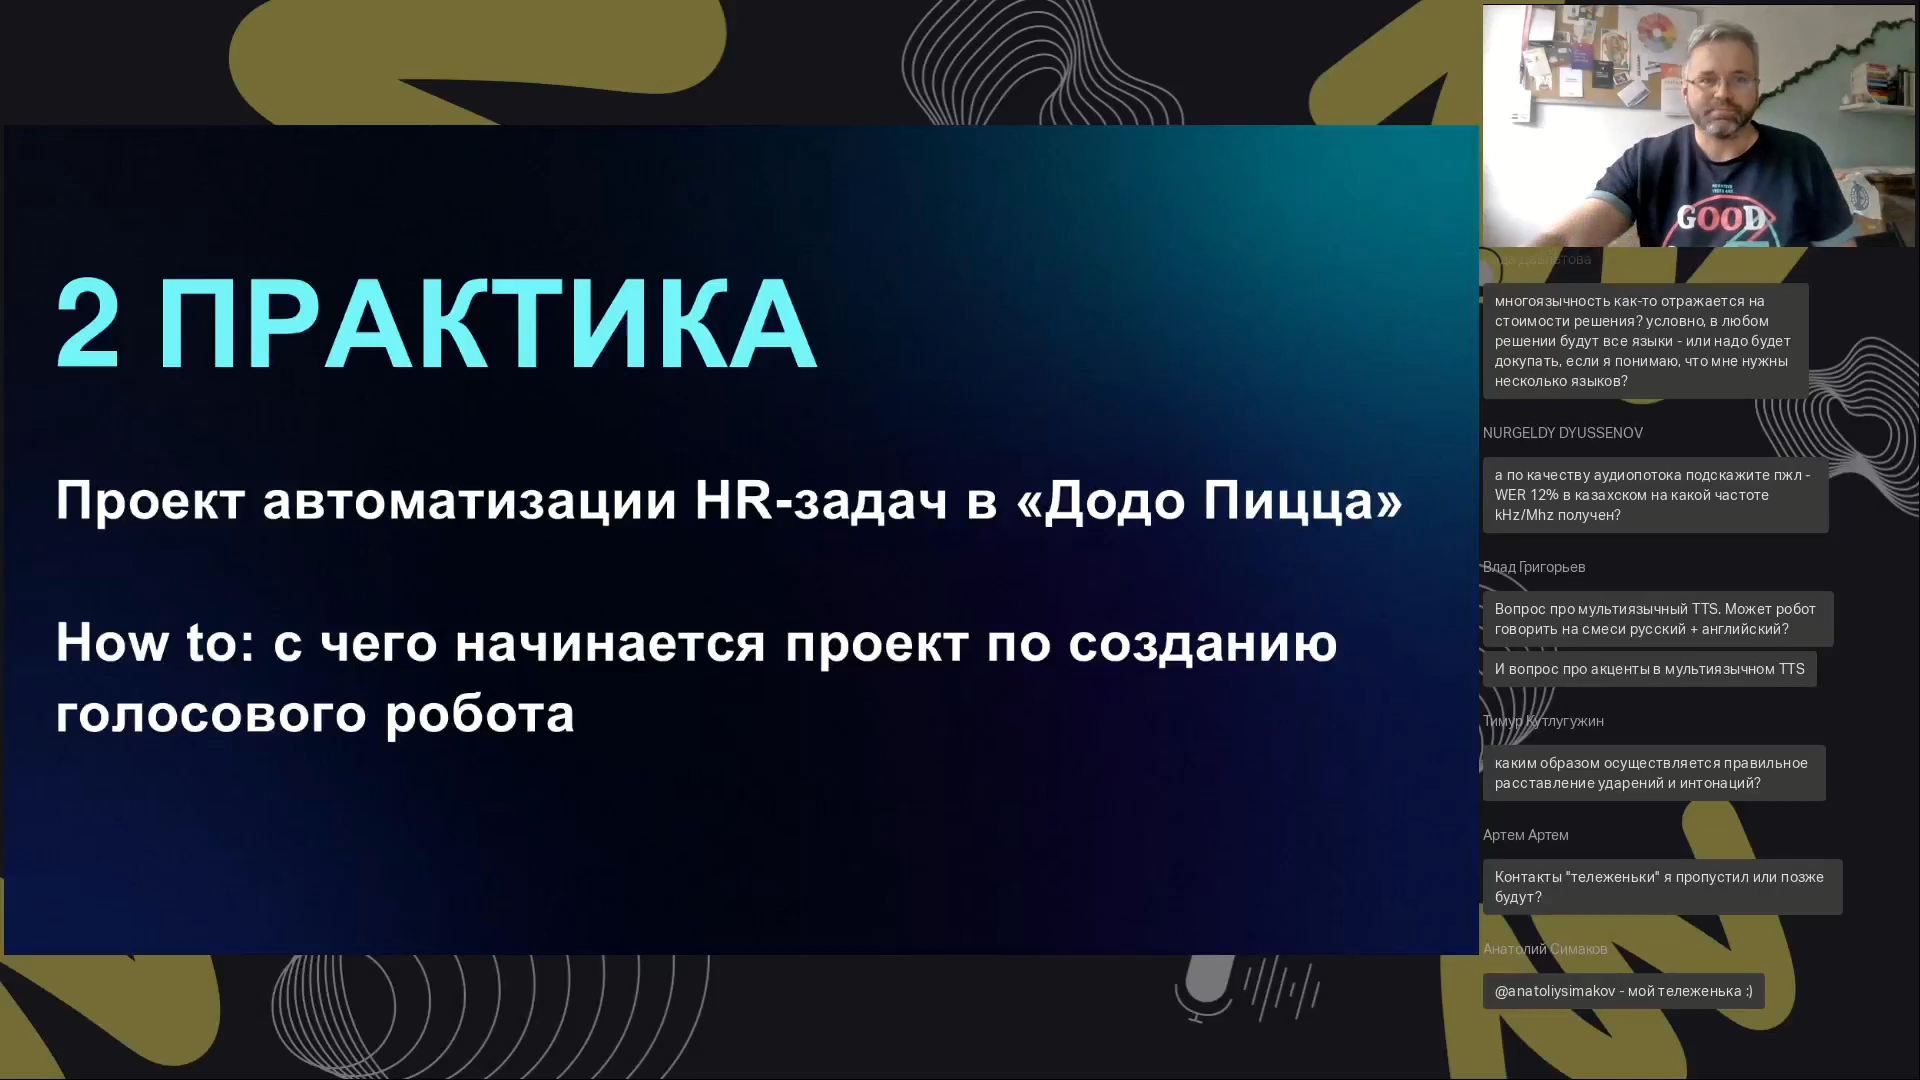 2 ПРАКТИКА
Проект автоматизации HR-задач в «Додо Пицца»
How to: с чего начинается проект по созданию
голосового робота
GOOD
многоязычность как-то отражается на
стоимости решения? условно, в любом
решении будут все языки - или надо будет
докупать, если я понимаю, что мне нужны
несколько языков?
NURGELDY DYUSSENOV
а по качеству аудиопотока подскажите пжл -
WER 12% в казахском на какой частоте
kHz/Mhz получен?
Влад Григорьев
Вопрос про мультиязычный TTS. Может робот
говорить на смеси русский + английский?
И вопрос про акценты в мультиязычном TTS
Тимур Кутлугужин
каким образом осуществляется правильное
расставление ударений и интонаций?
Артем Артем
Контакты "тележеньки" я пропустил или позже
будут?
Анатолий Симаков
@anatoliysimakov - мой тележенька :)